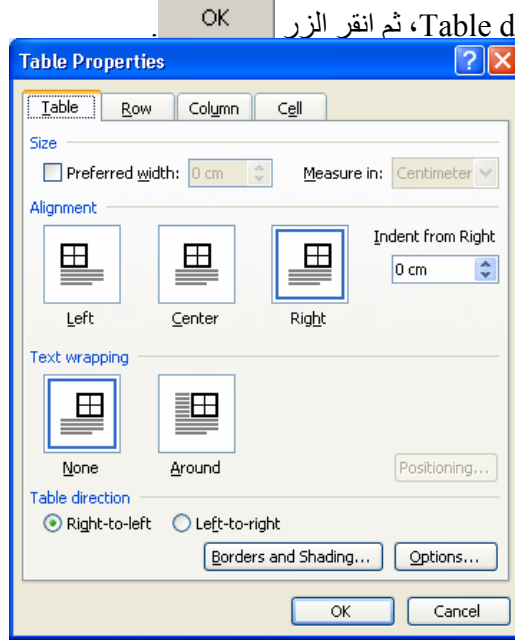 Table d، ثم انقر الزر OK .
Table Properties
Table Row Column Cell
Size
Preferred width: 0 cm Measure in: Centimeter
Alignment
Indent from Right
0 cm
Left Center Right
Text wrapping
None Around Positioning...
Table direction
Right-to-left Left-to-right
Borders and Shading... Options...
OK Cancel